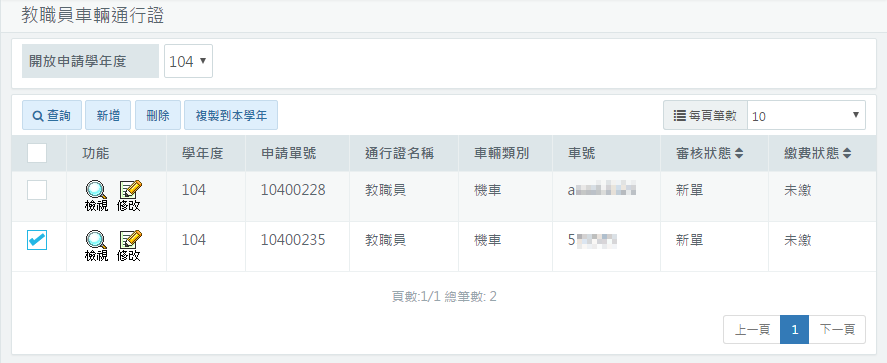 教職員車輛通行證
開放申請學年度 104
查詢 新增 刪除 複製到本學年 每頁筆數 10
功能 學年度 申請單號 通行證名稱 車輛類別 車號 審核狀態 繳費狀態
檢視 修改 104 10400228 教職員 機車 a 新單 未繳
檢視 修改 104 10400235 教職員 機車 5 新單 未繳
頁數:1/1 總筆數: 2
上一頁 1 下一頁